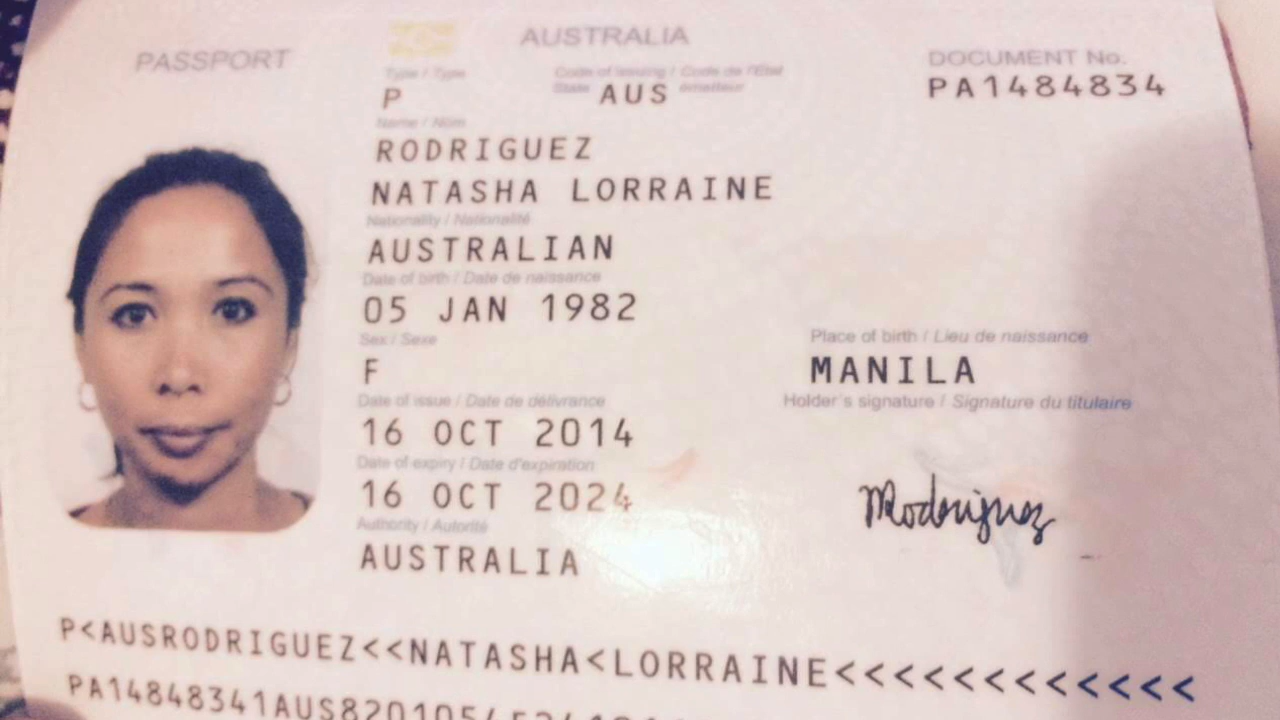 PASSPORT
AUSTRALIA
Type / Type
Code of issuing / Code de l'État
State émetteur
DOCUMENT No.
P
AUS
PA1484834
Name / Nom
RODRIGUEZ
NATASHA LORRAINE
Nationality / Nationalité
AUSTRALIAN
Date of birth / Date de naissance
05 JAN 1982
Sex / Sexe
Place of birth / Lieu de naissance
F
MANILA
Date of issue / Date de délivrance
Holder's signature / Signature du titulaire
16 OCT 2014
Date of expiry / Date d'expiration
16 OCT 2024
Rodriguez
Authority / Autorité
AUSTRALIA
P<AUSRODRIGUEZ<<NATASHA<LORRAINE<<<<<<<<<<<<<
PA14848341AUS820105